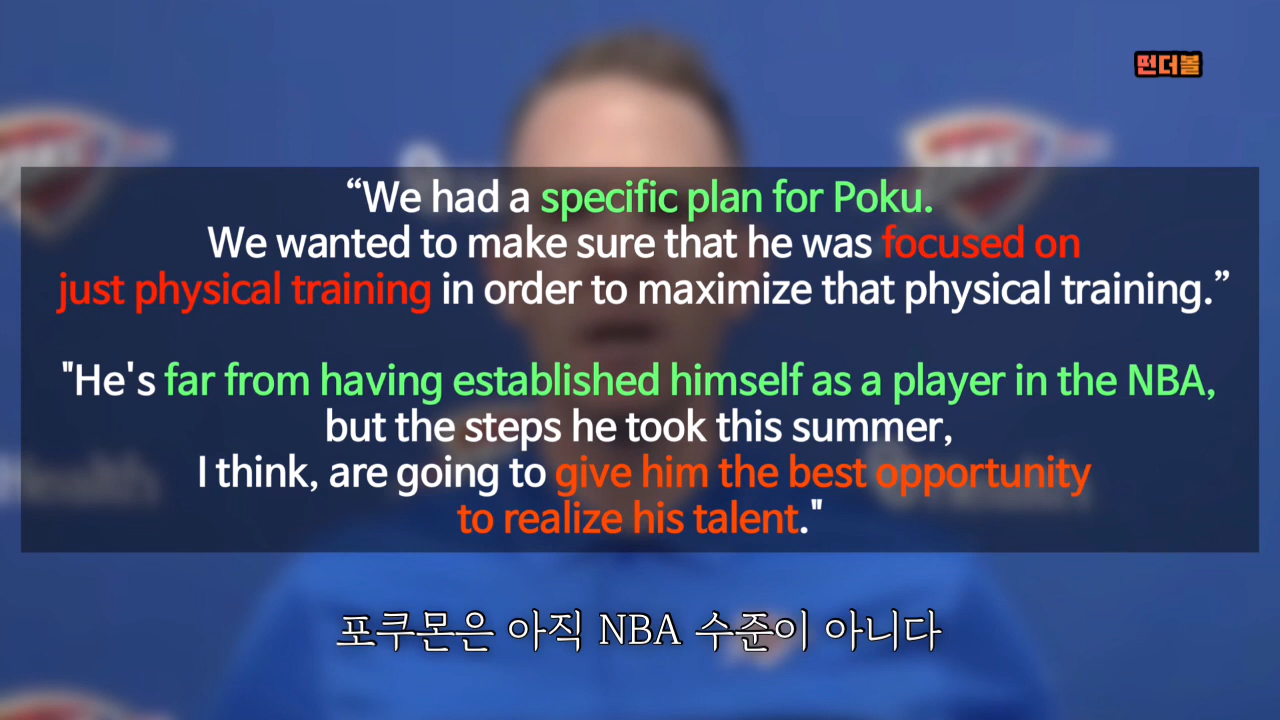 떤더볼
“We had a specific plan for Poku.
We wanted to make sure that he was focused on
just physical training in order to maximize that physical training.”
"He's far from having established himself as a player in the NBA,
but the steps he took this summer,
I think, are going to give him the best opportunity
to realize his talent."
포쿠몬은 아직 NBA 수준이 아니다